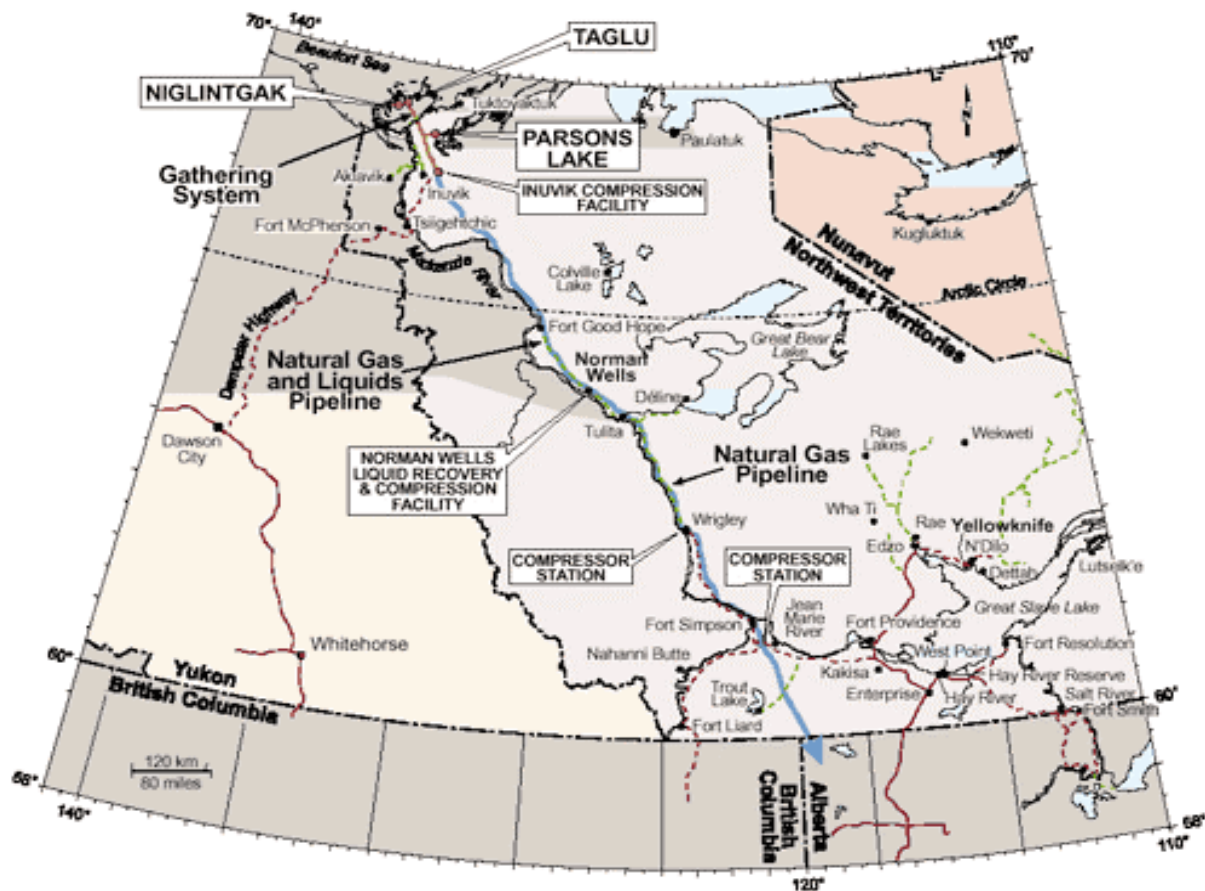 70°
140°
110°
70°
TAGLU
Beaufort Sea
NIGLINTGAK
Tuktoyaktuk
N
PARSONS
LAKE
Paulatuk
Gathering
System
Aklavik
Inuvik
INUVIK COMPRESSION
FACILITY
Fort McPherson
Tsiigehtchic
Mackenzie River
Nunavut
Northwest Territories
Kugluktuk
Colville
Lake
Arctic Circle
Dempster Highway
Fort Good Hope
Great Bear
Lake
Natural Gas
and Liquids
Pipeline
Norman
Wells
Déline
Dawson
City
Tulita
NORMAN WELLS
LIQUID RECOVERY
& COMPRESSION
FACILITY
Natural Gas
Pipeline
Rae
Lakes
Wekweti
Wha Ti
Rae
Yellowknife
Edzo
N'Dilo
Dettah
Lutselk'e
Wrigley
COMPRESSOR
STATION
COMPRESSOR
STATION
Great Slave Lake
Fort Simpson
Jean
Marie
River
Fort Providence
Fort Resolution
West Point
Whitehorse
Nahanni Butte
Kakisa
Hay River Reserve
Enterprise
Hay River
Salt River
60°
Fort Smith
60°
Yukon
British Columbia
Trout
Lake
Fort Liard
120 km
80 miles
Alberta
British
Columbia
58°
140°
120°
110°
58°